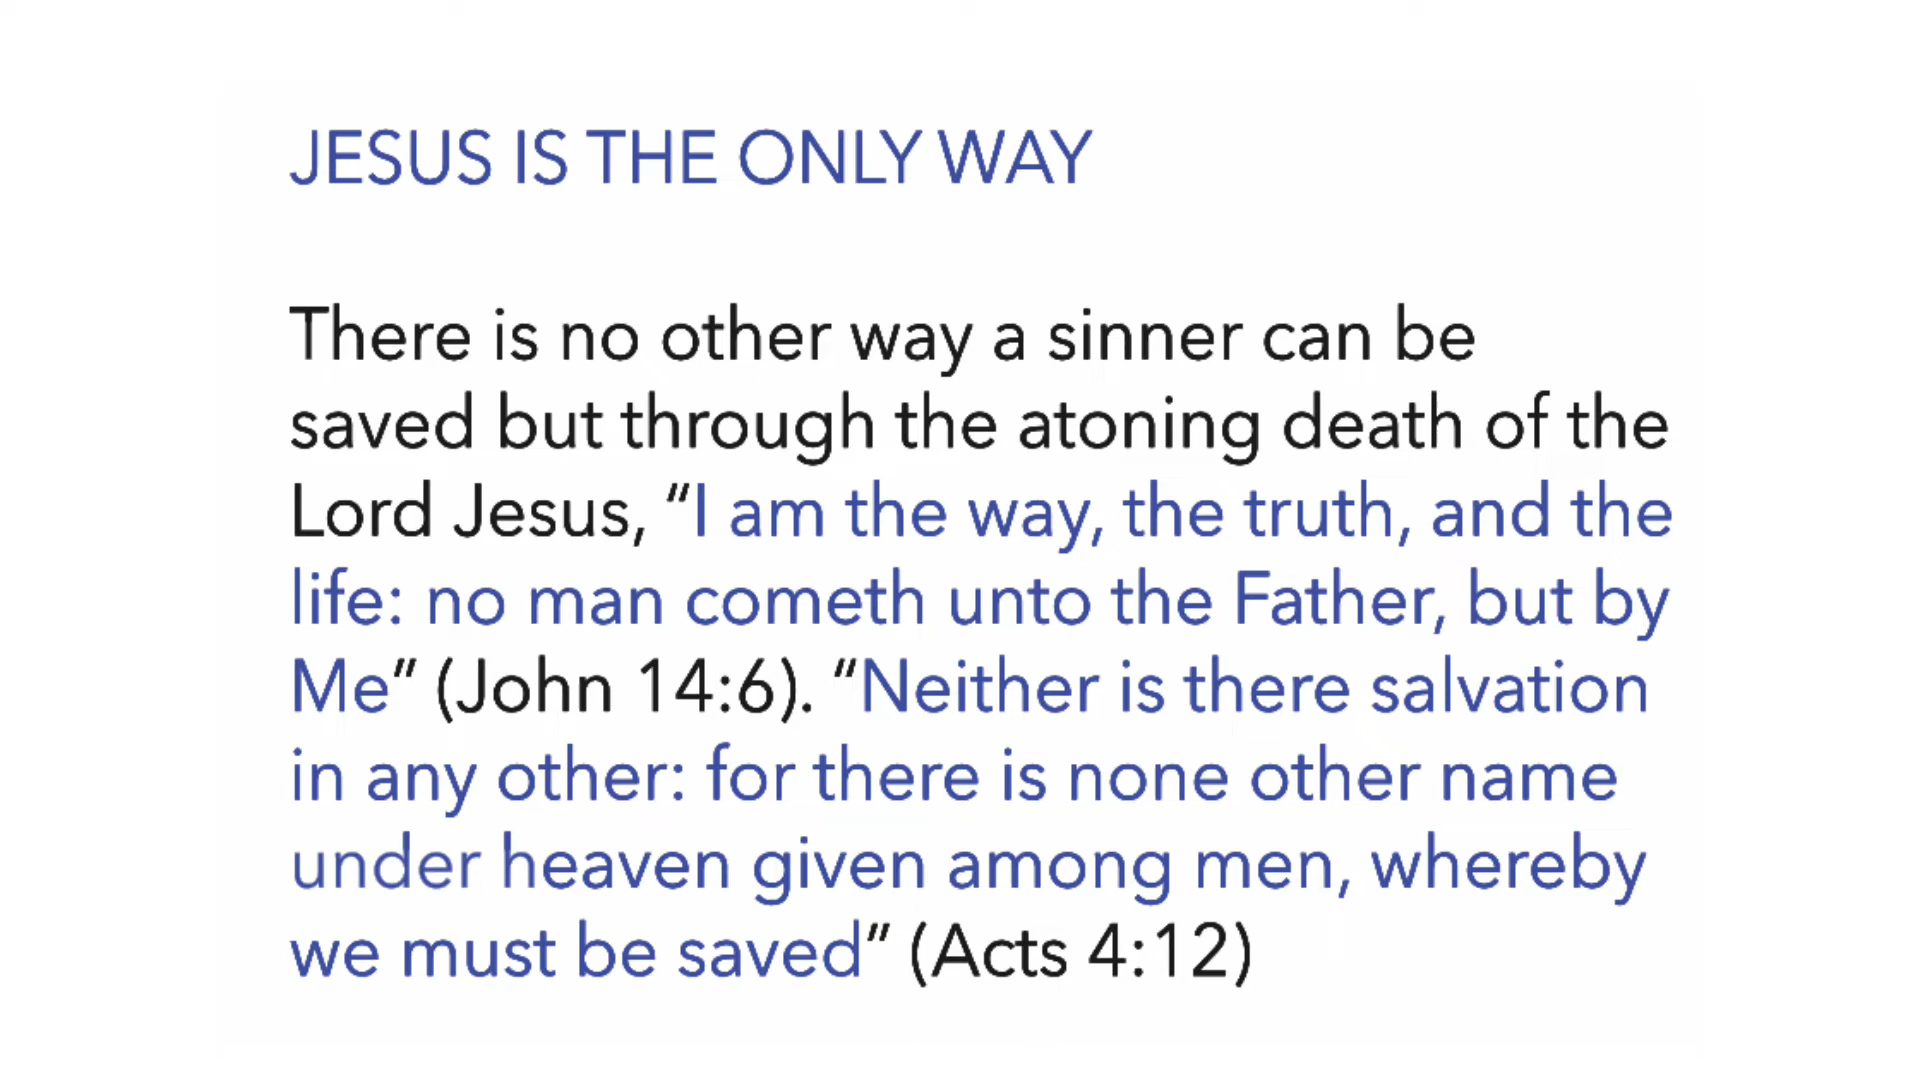 JESUS IS THE ONLY WAY
There is no other way a sinner can be
saved but through the atoning death of the
Lord Jesus, “I am the way, the truth, and the
life: no man cometh unto the Father, but by
Me” (John 14:6). “Neither is there salvation
in any other: for there is none other name
under heaven given among men, whereby
we must be saved” (Acts 4:12)